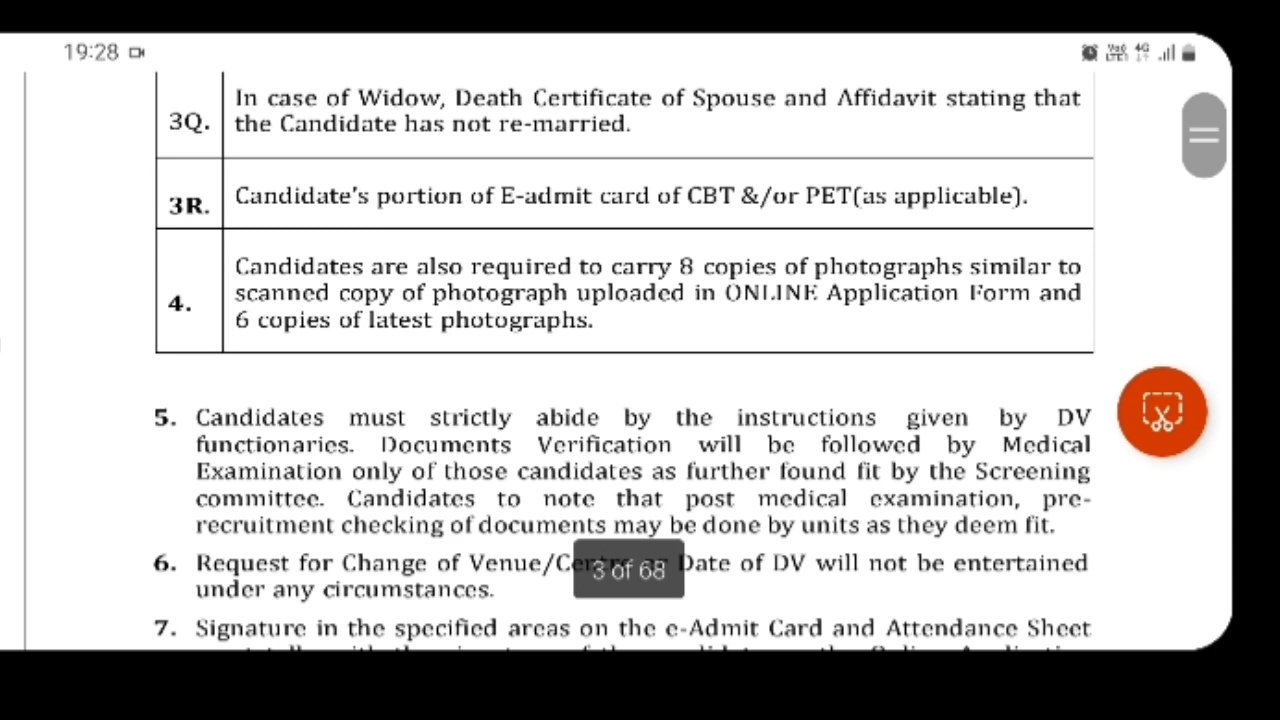 19:28
VoO LTE1 4G
In case of Widow, Death Certificate of Spouse and Affidavit stating that
3Q. the Candidate has not re-married.
3R. Candidate's portion of E-admit card of CBT &/or PET(as applicable).
Candidates are also required to carry 8 copies of photographs similar to
4. scanned copy of photograph uploaded in ONLINE Application Form and
6 copies of latest photographs.
5. Candidates must strictly abide by the instructions given by DV
functionaries. Documents Verification will be followed by Medical
Examination only of those candidates as further found fit by the Screening
committee. Candidates to note that post medical examination, pre-
recruitment checking of documents may be done by units as they deem fit.
6. Request for Change of Venue/Centre or Date of DV will not be entertained
3 of 68
under any circumstances.
7. Signature in the specified areas on the e-Admit Card and Attendance Sheet